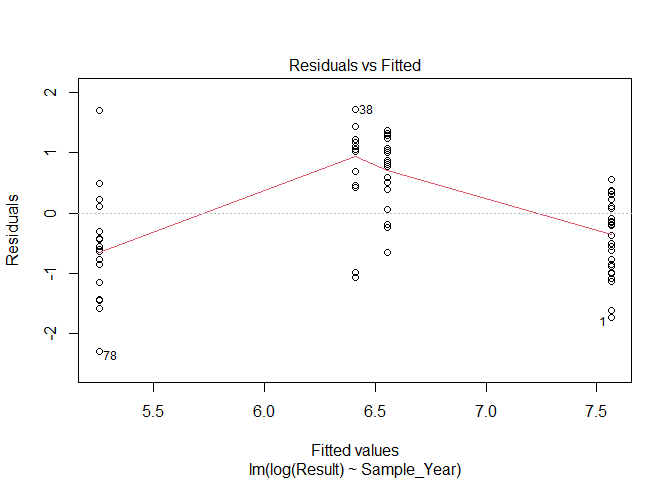 Residuals vs Fitted
Residuals
2
1
0
-1
-2
38
1
78
5.5 6.0 6.5 7.0 7.5
Fitted values
lm(log(Result) ~ Sample_Year)